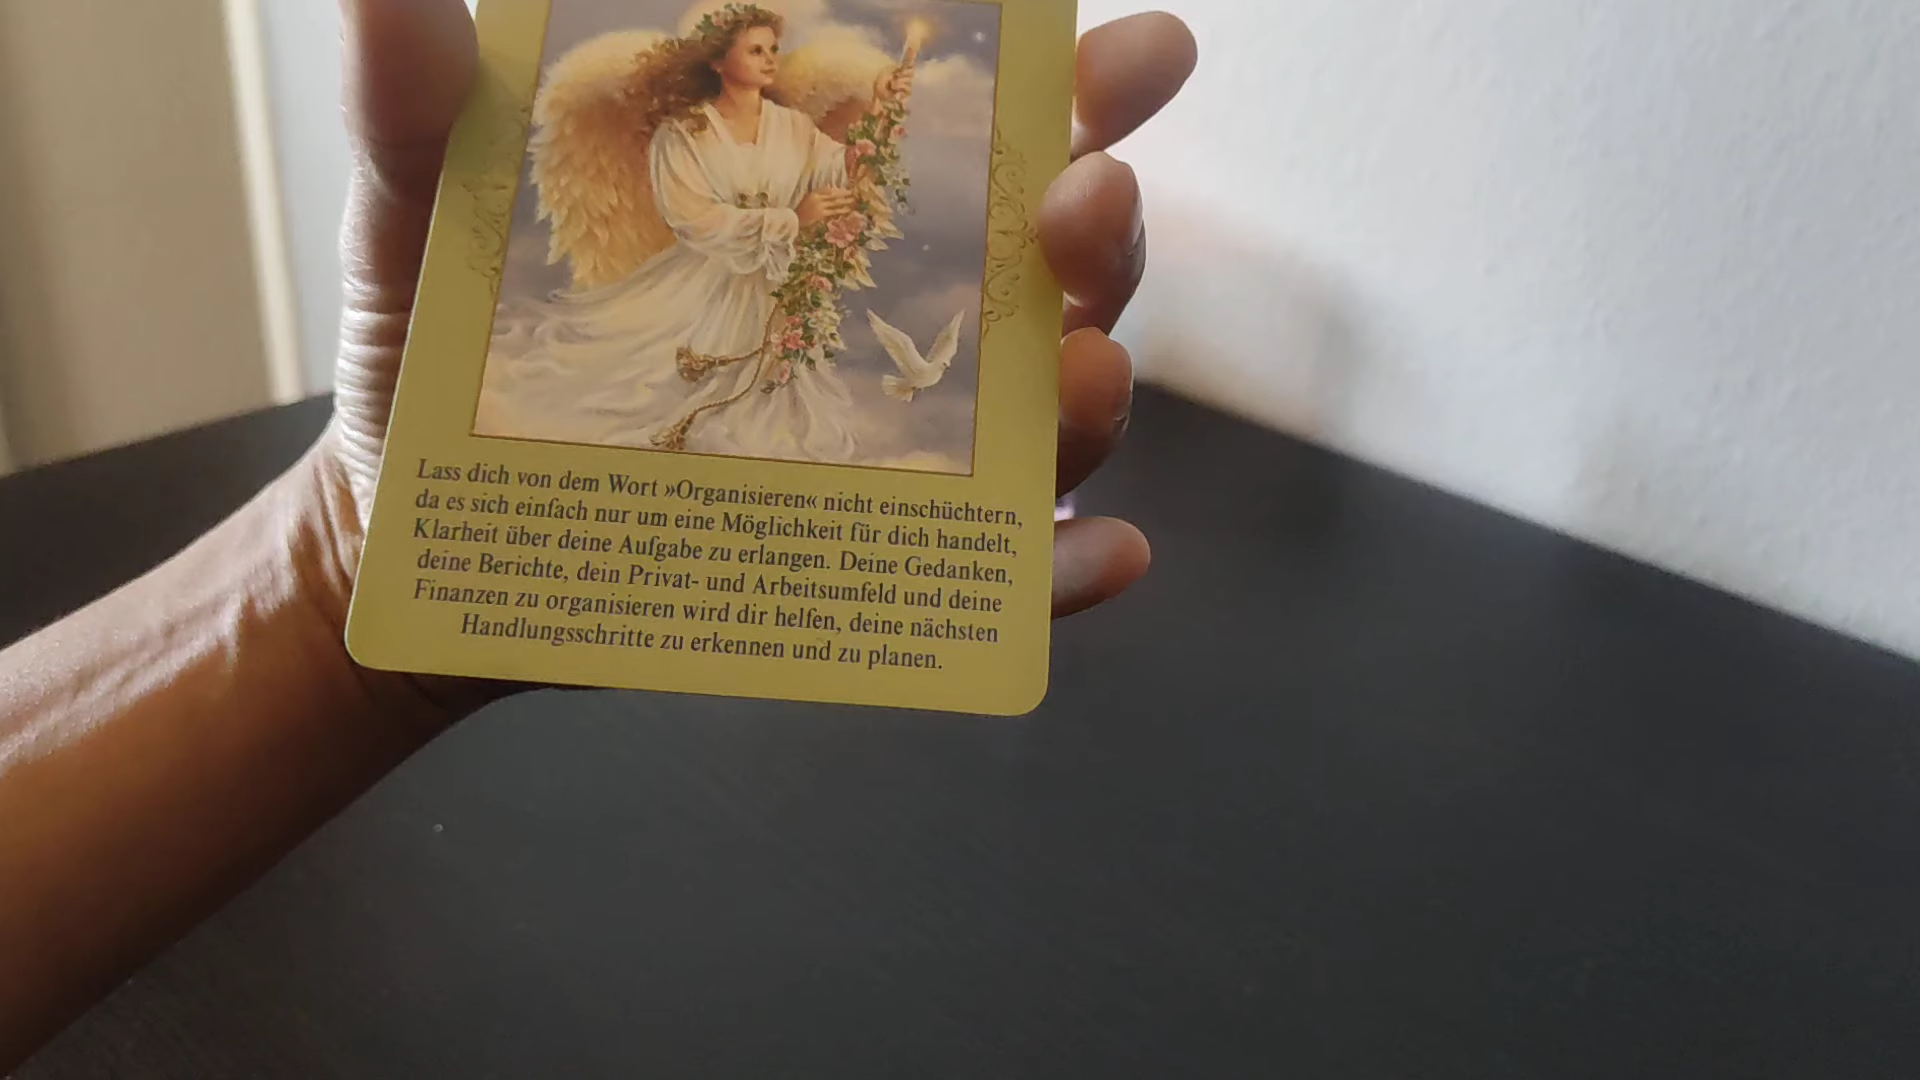 Lass dich von dem Wort »Organisieren« nicht einschüchtern,
da es sich einfach nur um eine Möglichkeit für dich handelt,
Klarheit über deine Aufgabe zu erlangen. Deine Gedanken,
deine Berichte, dein Privat- und Arbeitsumfeld und deine
Finanzen zu organisieren wird dir helfen, deine nächsten
Handlungsschritte zu erkennen und zu planen.